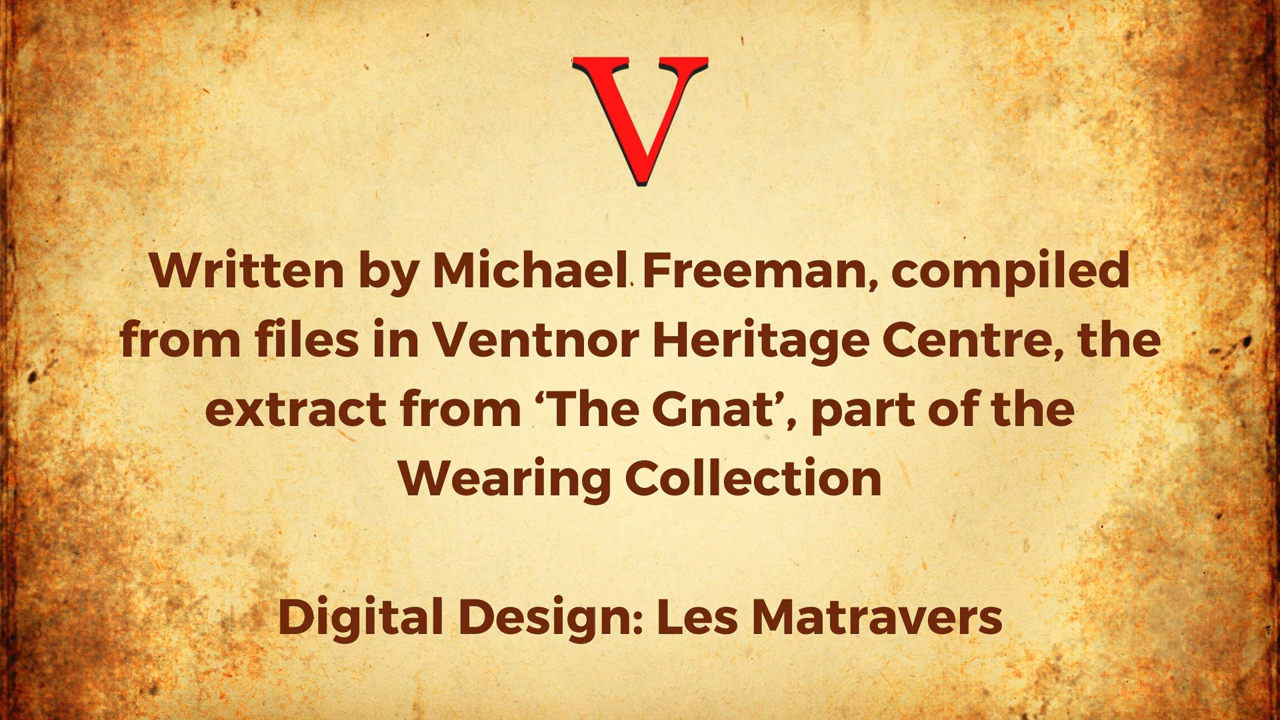 V
Written by Michael Freeman, compiled
from files in Ventnor Heritage Centre, the
extract from ‘The Gnat’, part of the
Wearing Collection
Digital Design: Les Matravers